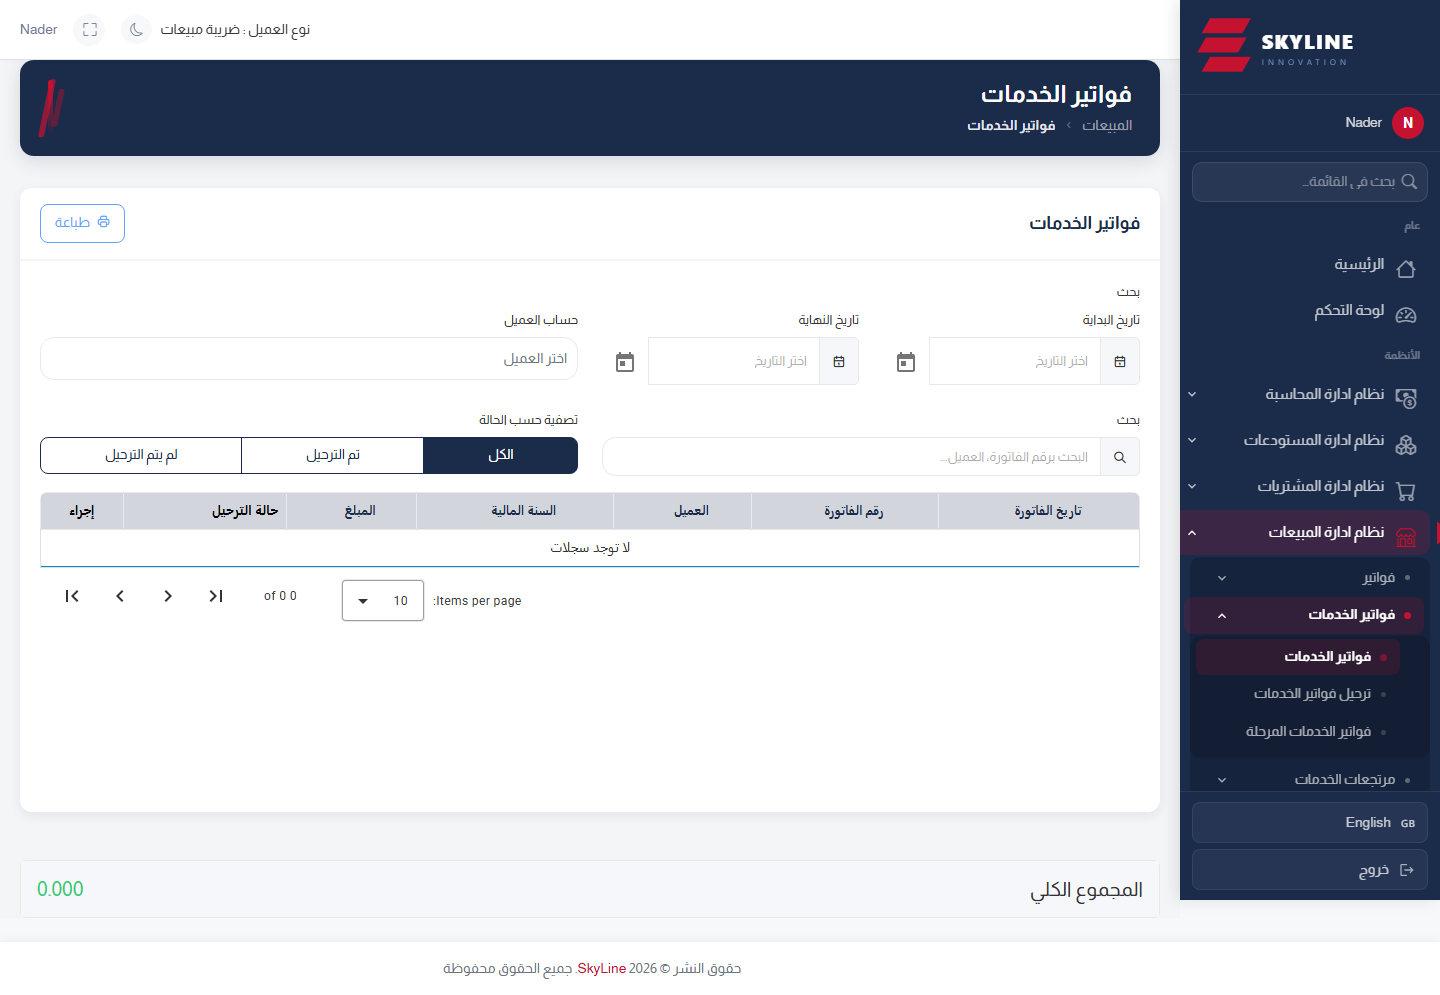 SKYLINE
INNOVATION
N Nader
بحث في القائمة...
عام
الرئيسية
لوحة التحكم
الأنظمة
نظام ادارة المحاسبة
نظام ادارة المستودعات
نظام ادارة المشتريات
نظام ادارة المبيعات
فواتير
فواتير الخدمات
فواتير الخدمات
ترحيل فواتير الخدمات
فواتير الخدمات المرحلة
مرتجعات الخدمات
GB English
خروج
نوع العميل : ضريبة مبيعات
Nader
فواتير الخدمات
المبيعات › فواتير الخدمات
فواتير الخدمات
طباعة
بحث
تاريخ البداية تاريخ النهاية حساب العميل
اختر التاريخ اختر التاريخ اختر العميل
بحث تصفية حسب الحالة
البحث برقم الفاتورة، العميل... الكل تم الترحيل لم يتم الترحيل
تاريخ الفاتورة رقم الفاتورة العميل السنة المالية المبلغ حالة الترحيل إجراء
لا توجد سجلات
Items per page: 10 0 of 0
المجموع الكلي 0.000
حقوق النشر © 2026 SkyLine. جميع الحقوق محفوظة